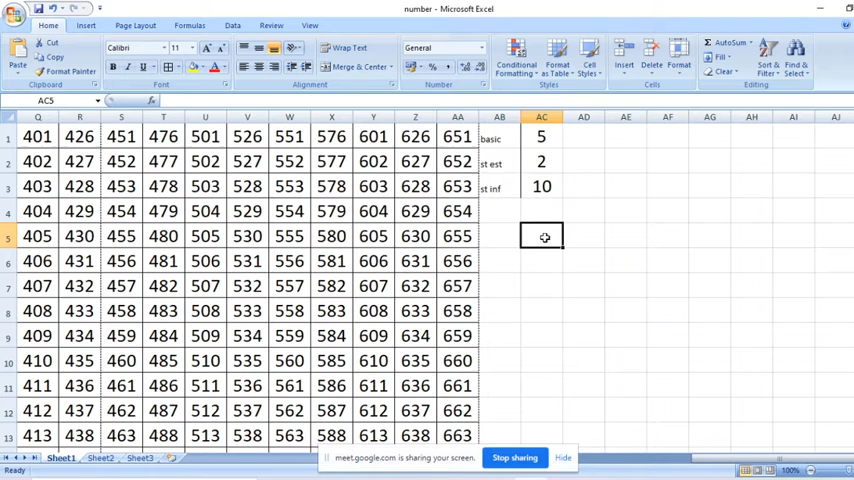 number - Microsoft Excel
Home Insert Page Layout Formulas Data Review View
Cut
Copy
Format Painter
Paste
Clipboard
Calibri 11
B I U
Font
Wrap Text
Merge & Center
Alignment
General
Number
Conditional Formatting
Format as Table
Cell Styles
Styles
Insert Delete Format
Cells
AutoSum
Fill
Clear
Sort & Filter
Find & Select
Editing
AC5 fx
Q R S T U V W X Y Z AA AB AC AD AE AF AG AH AI AJ
1 401 426 451 476 501 526 551 576 601 626 651 basic 5
2 402 427 452 477 502 527 552 577 602 627 652 st est 2
3 403 428 453 478 503 528 553 578 603 628 653 st inf 10
4 404 429 454 479 504 529 554 579 604 629 654
5 405 430 455 480 505 530 555 580 605 630 655
6 406 431 456 481 506 531 556 581 606 631 656
7 407 432 457 482 507 532 557 582 607 632 657
8 408 433 458 483 508 533 558 583 608 633 658
9 409 434 459 484 509 534 559 584 609 634 659
10 410 435 460 485 510 535 560 585 610 635 660
11 411 436 461 486 511 536 561 586 611 636 661
12 412 437 462 487 512 537 562 587 612 637 662
13 413 438 463 488 513 538 563 588 613 638 663
Sheet1 Sheet2 Sheet3
meet.google.com is sharing your screen. Stop sharing Hide
Ready
100%